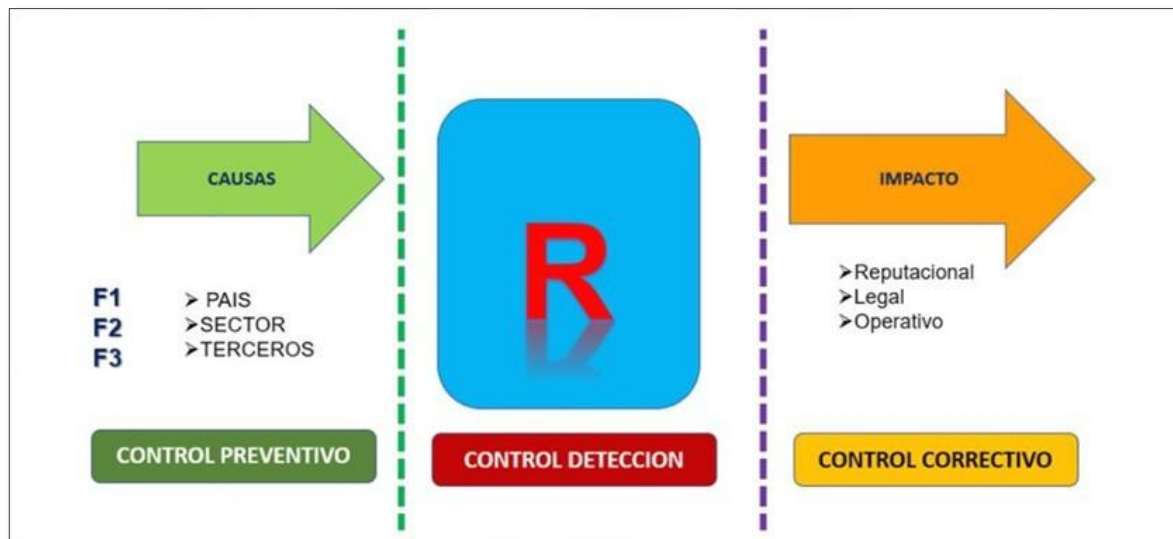 CAUSAS
F1
F2
F3
➢ PAIS
➢SECTOR
➢TERCEROS
CONTROL PREVENTIVO
R
CONTROL DETECCION
IMPACTO
➢Reputacional
➢Legal
➢Operativo
CONTROL CORRECTIVO